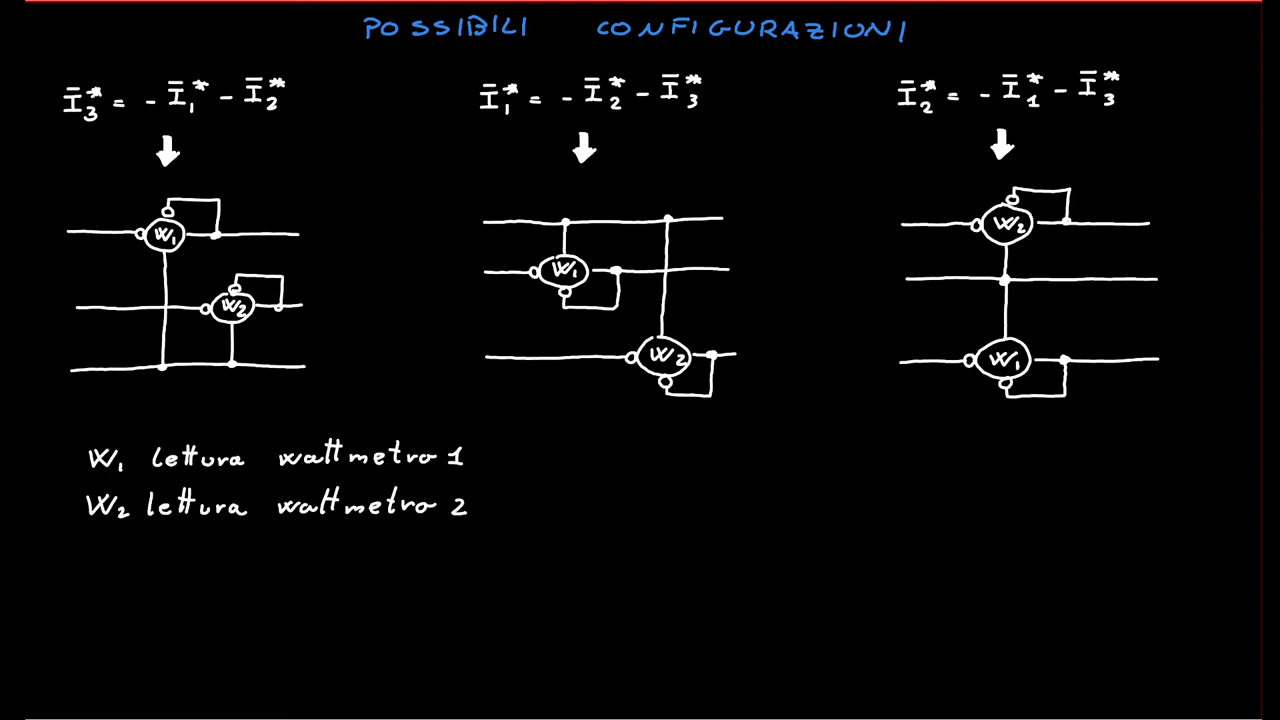 POSSIBILI CONFIGURAZIONI
Ī₃* = - Ī₁* - Ī₂*
Ī₁* = - Ī₂* - Ī₃*
Ī₂* = - Ī₁* - Ī₃*
W₁
W₂
W₁
W₂
W₂
W₁
W₁ lettura wattmetro 1
W₂ lettura wattmetro 2